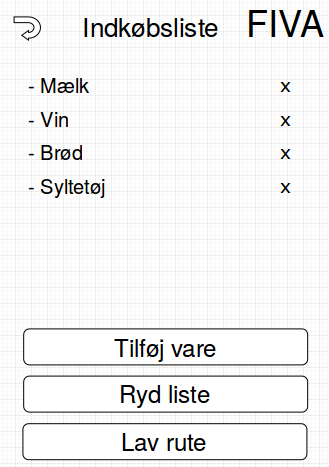 Indkøbsliste FIVA
- Mælk x
- Vin x
- Brød x
- Syltetøj x
Tilføj vare
Ryd liste
Lav rute